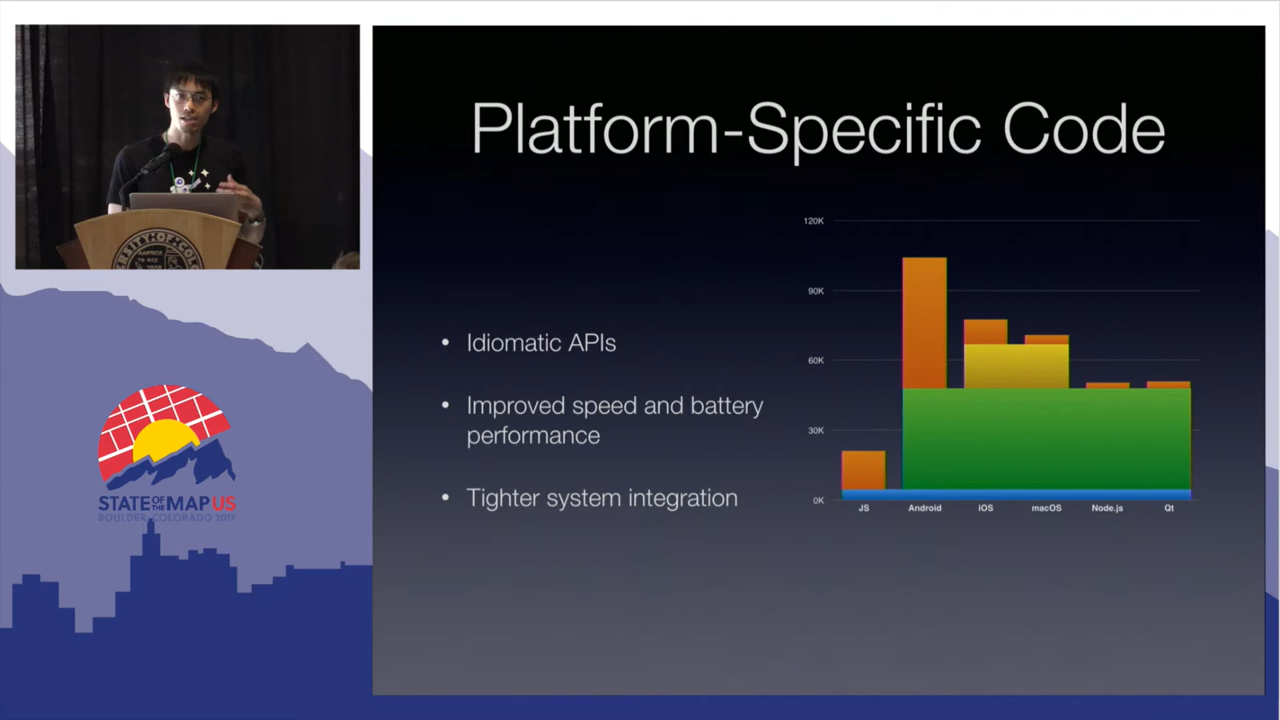 Platform-Specific Code
• Idiomatic APIs
• Improved speed and battery
performance
• Tighter system integration
120K
90K
60K
30K
0K
JS Android iOS macOS Node.js Qt
STATE OF THE MAP US
BOULDER, COLORADO 2017